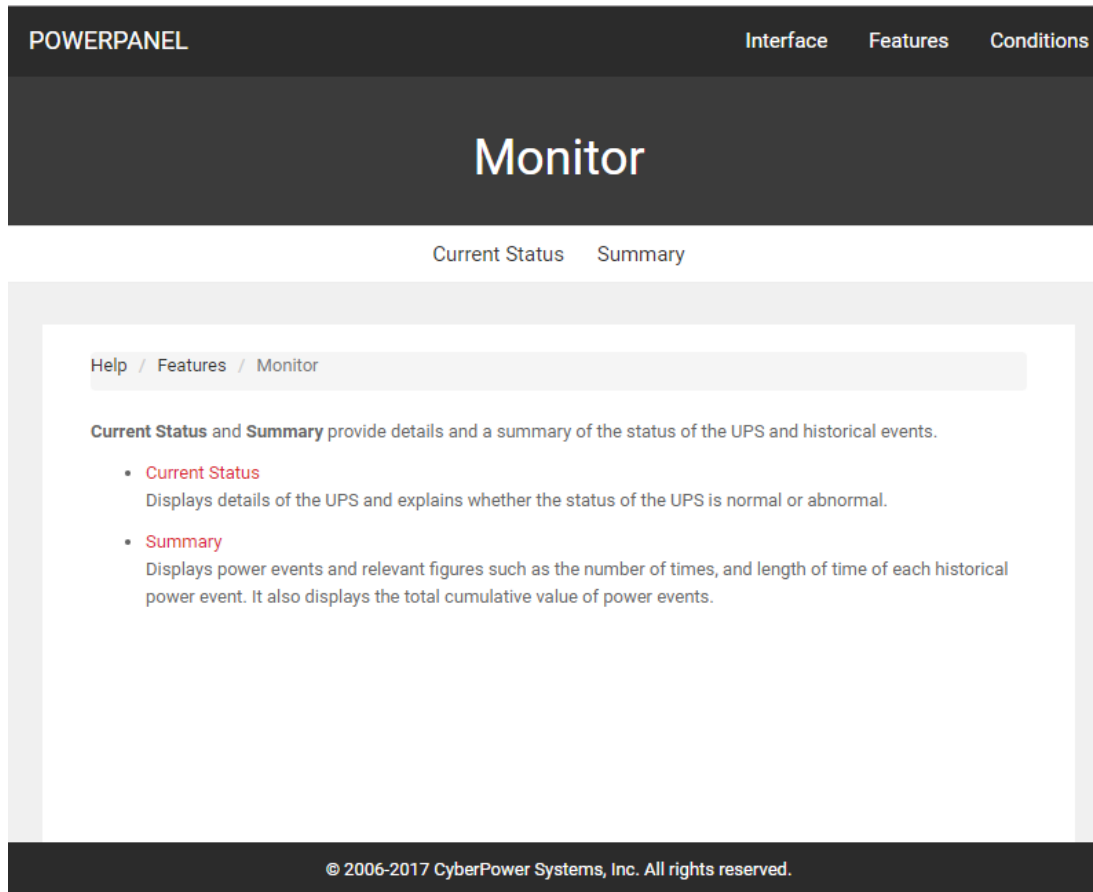 POWERPANEL Interface Features Conditions
Monitor
Current Status Summary
Help / Features / Monitor
Current Status and Summary provide details and a summary of the status of the UPS and historical events.
• Current Status
Displays details of the UPS and explains whether the status of the UPS is normal or abnormal.
• Summary
Displays power events and relevant figures such as the number of times, and length of time of each historical
power event. It also displays the total cumulative value of power events.
© 2006-2017 CyberPower Systems, Inc. All rights reserved.